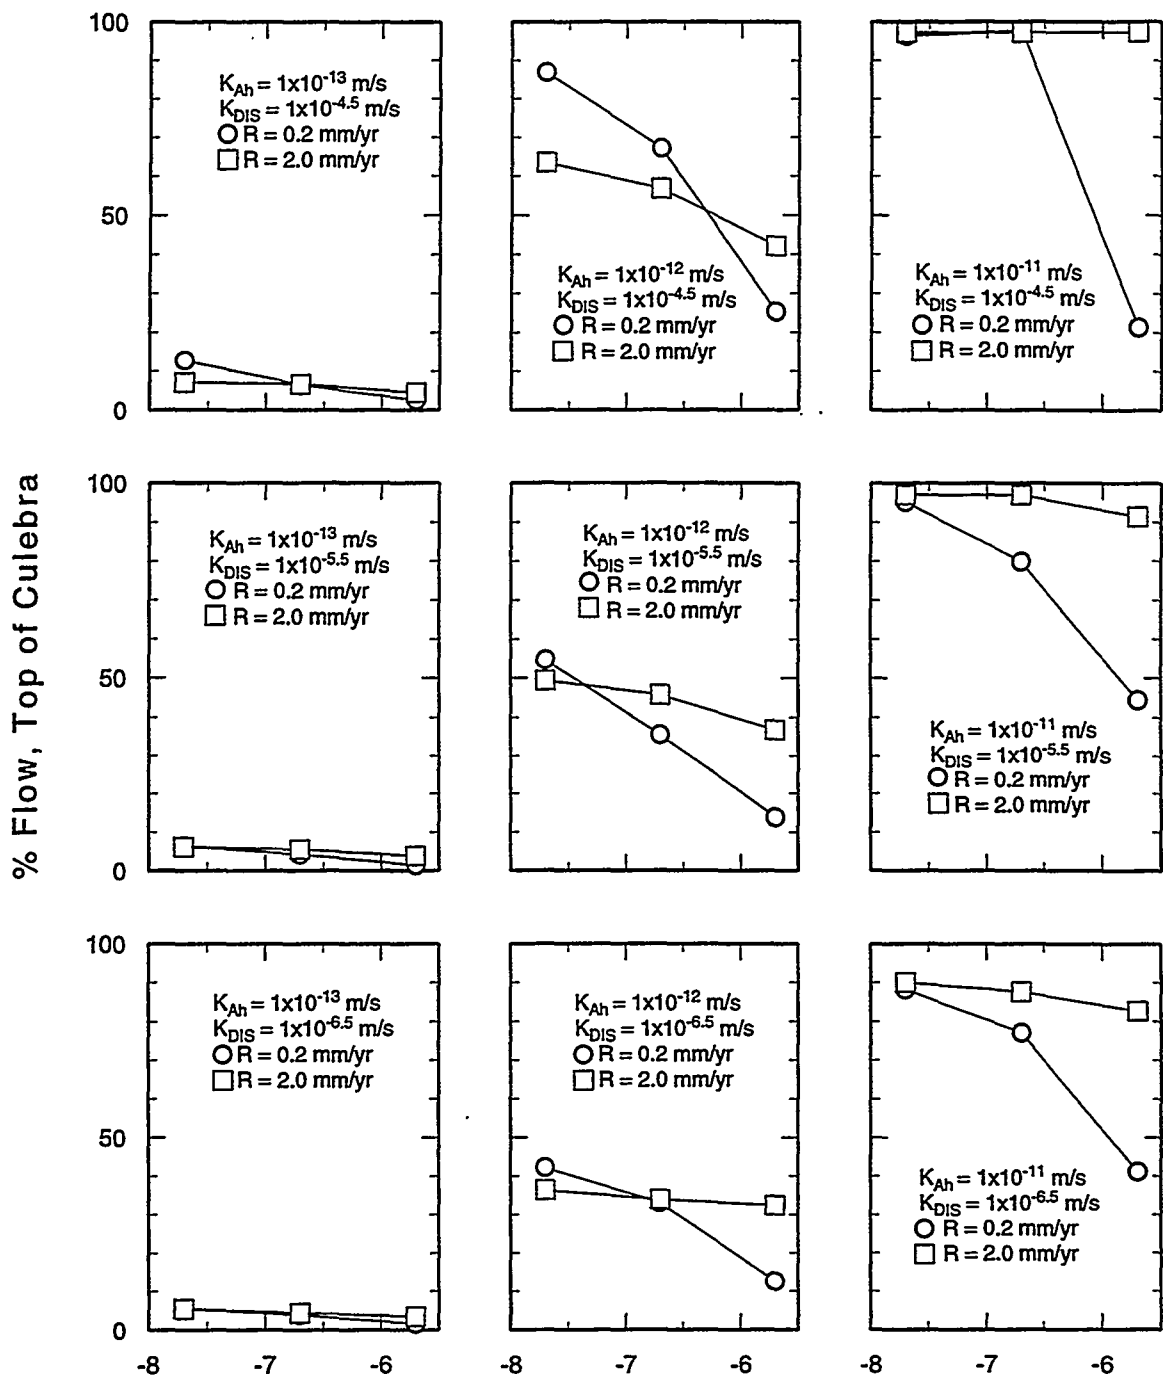 % Flow, Top of Culebra
100
50
0
K_Ah = 1x10^-13 m/s
K_DIS = 1x10^-4.5 m/s
R = 0.2 mm/yr
R = 2.0 mm/yr
K_Ah = 1x10^-12 m/s
K_DIS = 1x10^-4.5 m/s
R = 0.2 mm/yr
R = 2.0 mm/yr
K_Ah = 1x10^-11 m/s
K_DIS = 1x10^-4.5 m/s
R = 0.2 mm/yr
R = 2.0 mm/yr
100
50
0
K_Ah = 1x10^-13 m/s
K_DIS = 1x10^-5.5 m/s
R = 0.2 mm/yr
R = 2.0 mm/yr
K_Ah = 1x10^-12 m/s
K_DIS = 1x10^-5.5 m/s
R = 0.2 mm/yr
R = 2.0 mm/yr
K_Ah = 1x10^-11 m/s
K_DIS = 1x10^-5.5 m/s
R = 0.2 mm/yr
R = 2.0 mm/yr
100
50
0
K_Ah = 1x10^-13 m/s
K_DIS = 1x10^-6.5 m/s
R = 0.2 mm/yr
R = 2.0 mm/yr
K_Ah = 1x10^-12 m/s
K_DIS = 1x10^-6.5 m/s
R = 0.2 mm/yr
R = 2.0 mm/yr
K_Ah = 1x10^-11 m/s
K_DIS = 1x10^-6.5 m/s
R = 0.2 mm/yr
R = 2.0 mm/yr
-8 -7 -6 -8 -7 -6 -8 -7 -6